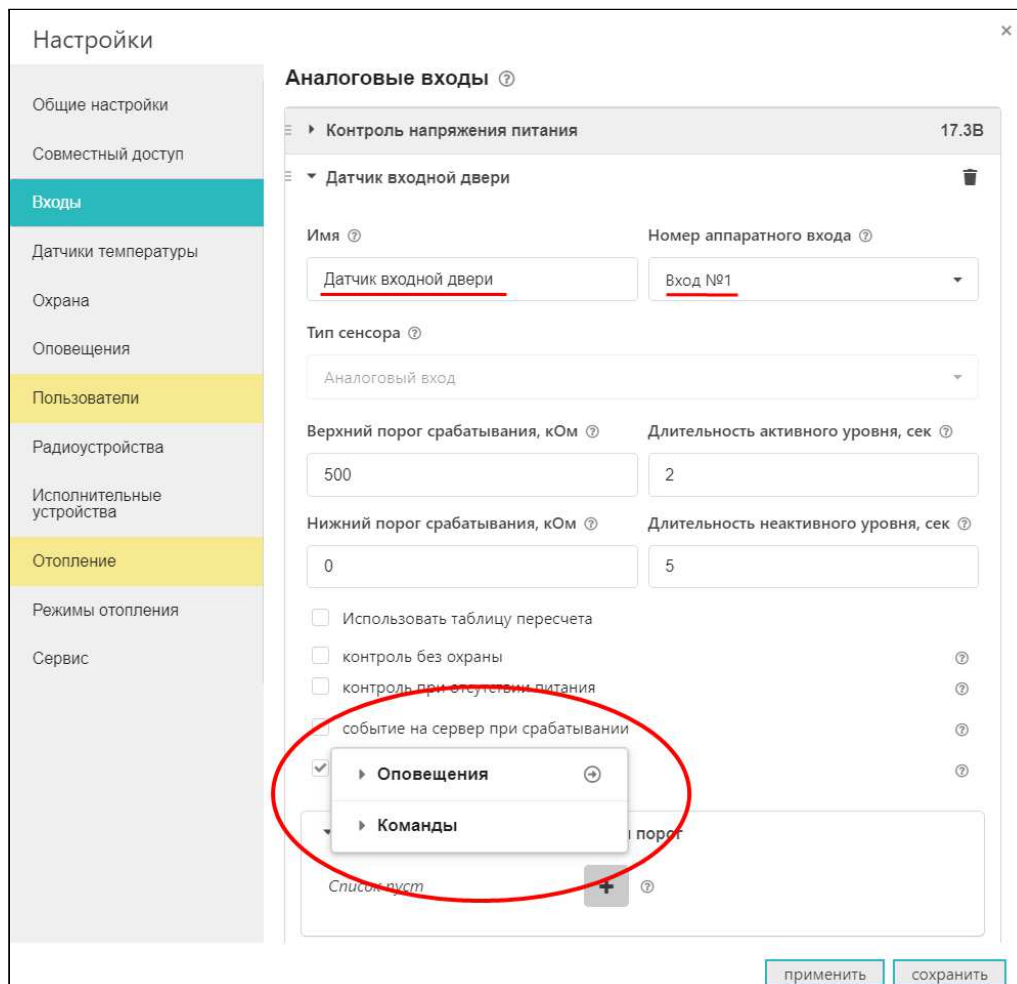 Настройки
Общие настройки
Совместный доступ
Входы
Датчики температуры
Охрана
Оповещения
Пользователи
Радиоустройства
Исполнительные
устройства
Отопление
Режимы отопления
Сервис
Аналоговые входы
Контроль напряжения питания 17.3В
Датчик входной двери
Имя Номер аппаратного входа
Датчик входной двери Вход №1
Тип сенсора
Аналоговый вход
Верхний порог срабатывания, кОм Длительность активного уровня, сек
500 2
Нижний порог срабатывания, кОм Длительность неактивного уровня, сек
0 5
Использовать таблицу пересчета
контроль без охраны
контроль при отсутствии питания
событие на сервер при срабатывании
Оповещения
Команды
порог
Список пуст
применить сохранить